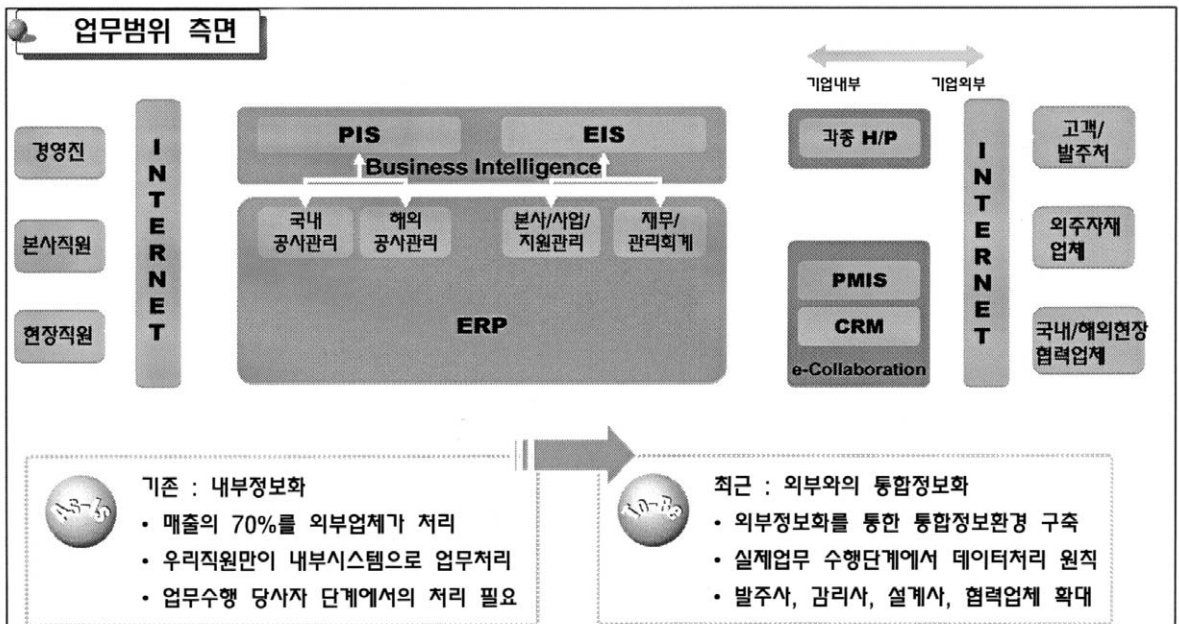 업무범위 측면
기업내부
기업외부
경영진
본사직원
현장직원
INTERNET
PIS
EIS
Business Intelligence
국내
공사관리
해외
공사관리
본사/사업/
지원관리
재무/
관리회계
ERP
각종 H/P
PMIS
CRM
e-Collaboration
INTERNET
고객/
발주처
외주자재
업체
국내/해외현장
협력업체
As-Is
기존 : 내부정보화
• 매출의 70%를 외부업체가 처리
• 우리직원만이 내부시스템으로 업무처리
• 업무수행 당사자 단계에서의 처리 필요
To-Be
최근 : 외부와의 통합정보화
• 외부정보화를 통한 통합정보환경 구축
• 실제업무 수행단계에서 데이터처리 원칙
• 발주사, 감리사, 설계사, 협력업체 확대